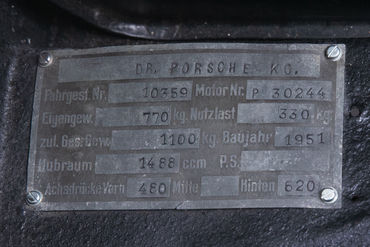 DR. PORSCHE KG.
Fahrgest. Nr. 10359 Motor Nr. P 30244
Eigengew. 770 kg. Nutzlast 330 kg.
zul. Ges. Gew. 1100 kg. Baujahr 1951
Hubraum 1488 ccm P.S.
Achsdrücke Vorn 480 Mitte Hinten 620